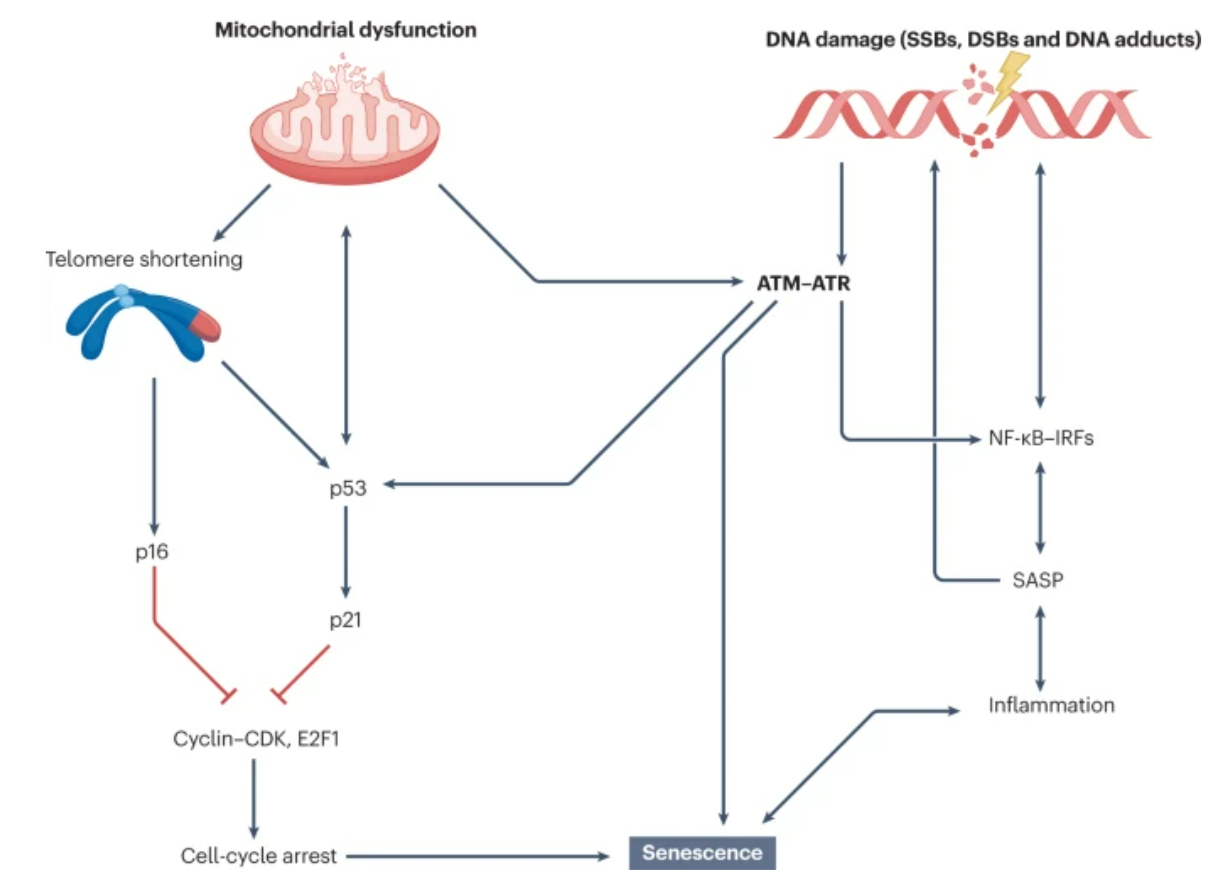 Mitochondrial dysfunction
DNA damage (SSBs, DSBs and DNA adducts)
Telomere shortening
ATM–ATR
NF-κB–IRFs
p53
p16
SASP
p21
Inflammation
Cyclin–CDK, E2F1
Cell-cycle arrest
Senescence